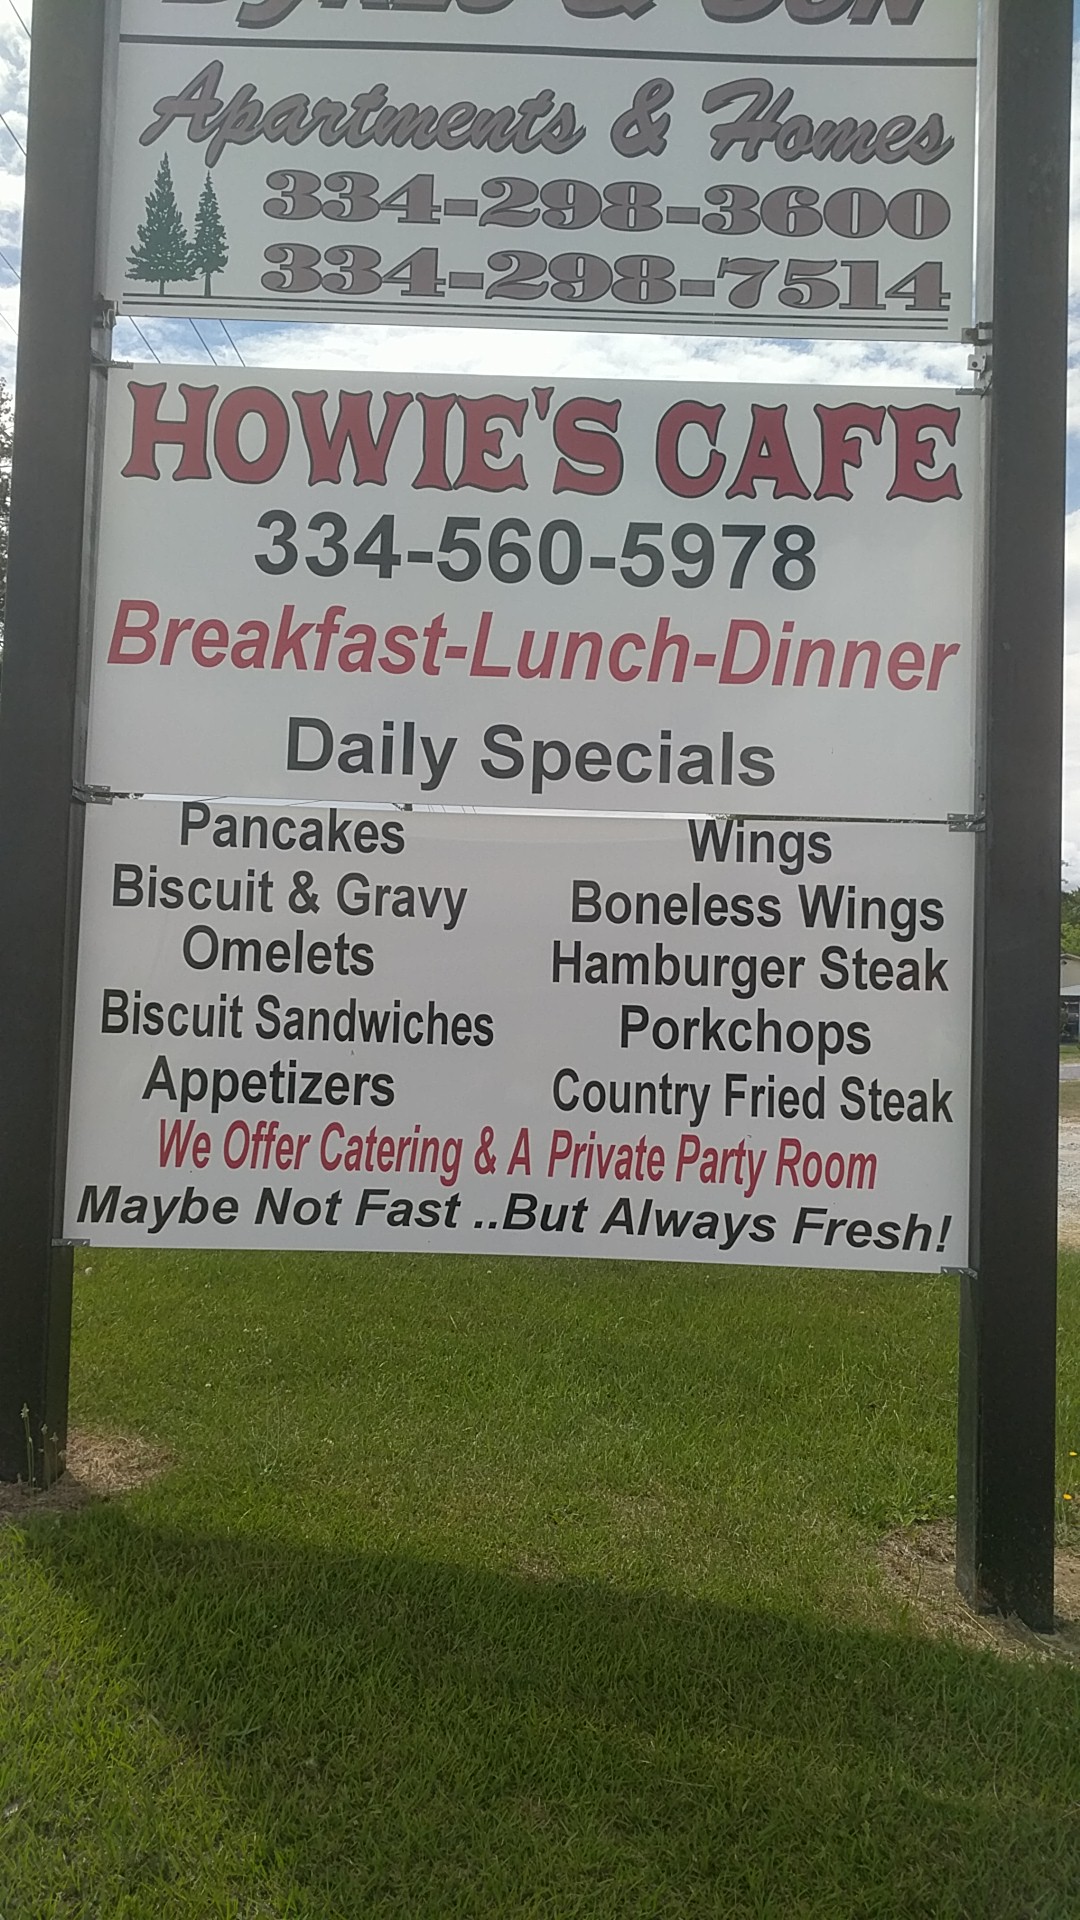 & Son
Apartments & Homes
334-298-3600
334-298-7514
HOWIE'S CAFE
334-560-5978
Breakfast-Lunch-Dinner
Daily Specials
Pancakes
Biscuit & Gravy
Omelets
Biscuit Sandwiches
Appetizers
Wings
Boneless Wings
Hamburger Steak
Porkchops
Country Fried Steak
We Offer Catering & A Private Party Room
Maybe Not Fast ..But Always Fresh!